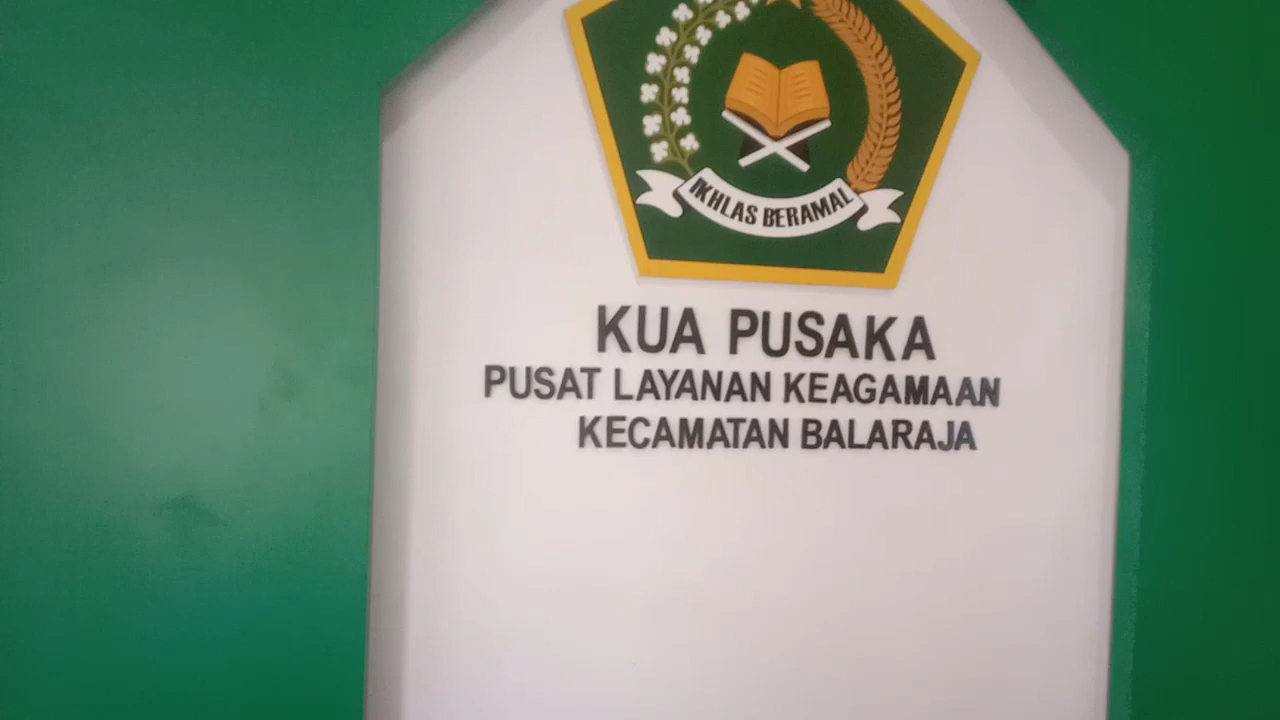 IKHLAS BERAMAL
KUA PUSAKA
PUSAT LAYANAN KEAGAMAAN
KECAMATAN BALARAJA